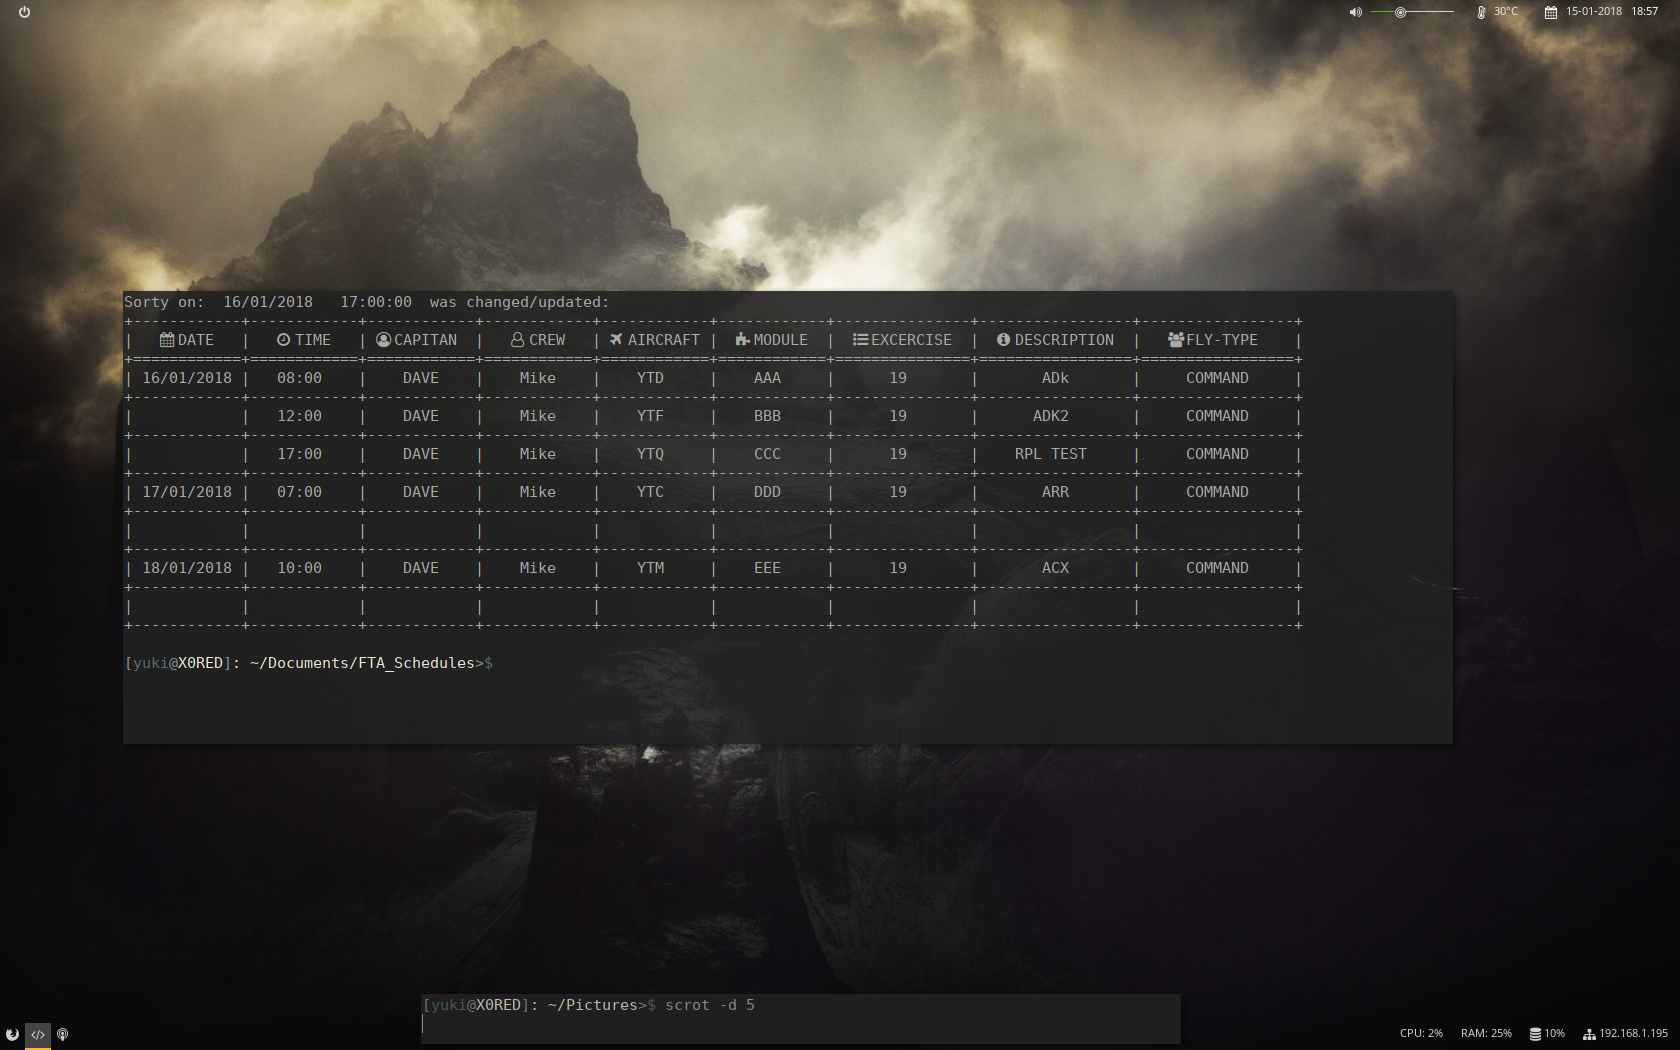 30°C 15-01-2018 18:57
Sorty on:  16/01/2018   17:00:00  was changed/updated:
DATE | TIME | CAPITAN | CREW | AIRCRAFT | MODULE | EXCERCISE | DESCRIPTION | FLY-TYPE
16/01/2018 | 08:00 | DAVE | Mike | YTD | AAA | 19 | ADk | COMMAND
| 12:00 | DAVE | Mike | YTF | BBB | 19 | ADK2 | COMMAND
| 17:00 | DAVE | Mike | YTQ | CCC | 19 | RPL TEST | COMMAND
17/01/2018 | 07:00 | DAVE | Mike | YTC | DDD | 19 | ARR | COMMAND
18/01/2018 | 10:00 | DAVE | Mike | YTM | EEE | 19 | ACX | COMMAND
[yuki@X0RED]: ~/Documents/FTA_Schedules>$
[yuki@X0RED]: ~/Pictures>$ scrot -d 5
</> CPU: 2% RAM: 25% 10% 192.168.1.195